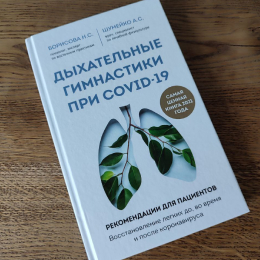 БОРИСОВА Н.С.
ШУМЕЙКО А.С.
ДЫХАТЕЛЬНЫЕ
ГИМНАСТИКИ
ПРИ COVID-19
САМАЯ
ЦЕННАЯ
КНИГА 2021
ГОДА
РЕКОМЕНДАЦИИ ДЛЯ ПАЦИЕНТОВ
Восстановление легких до, во время
и после коронавируса